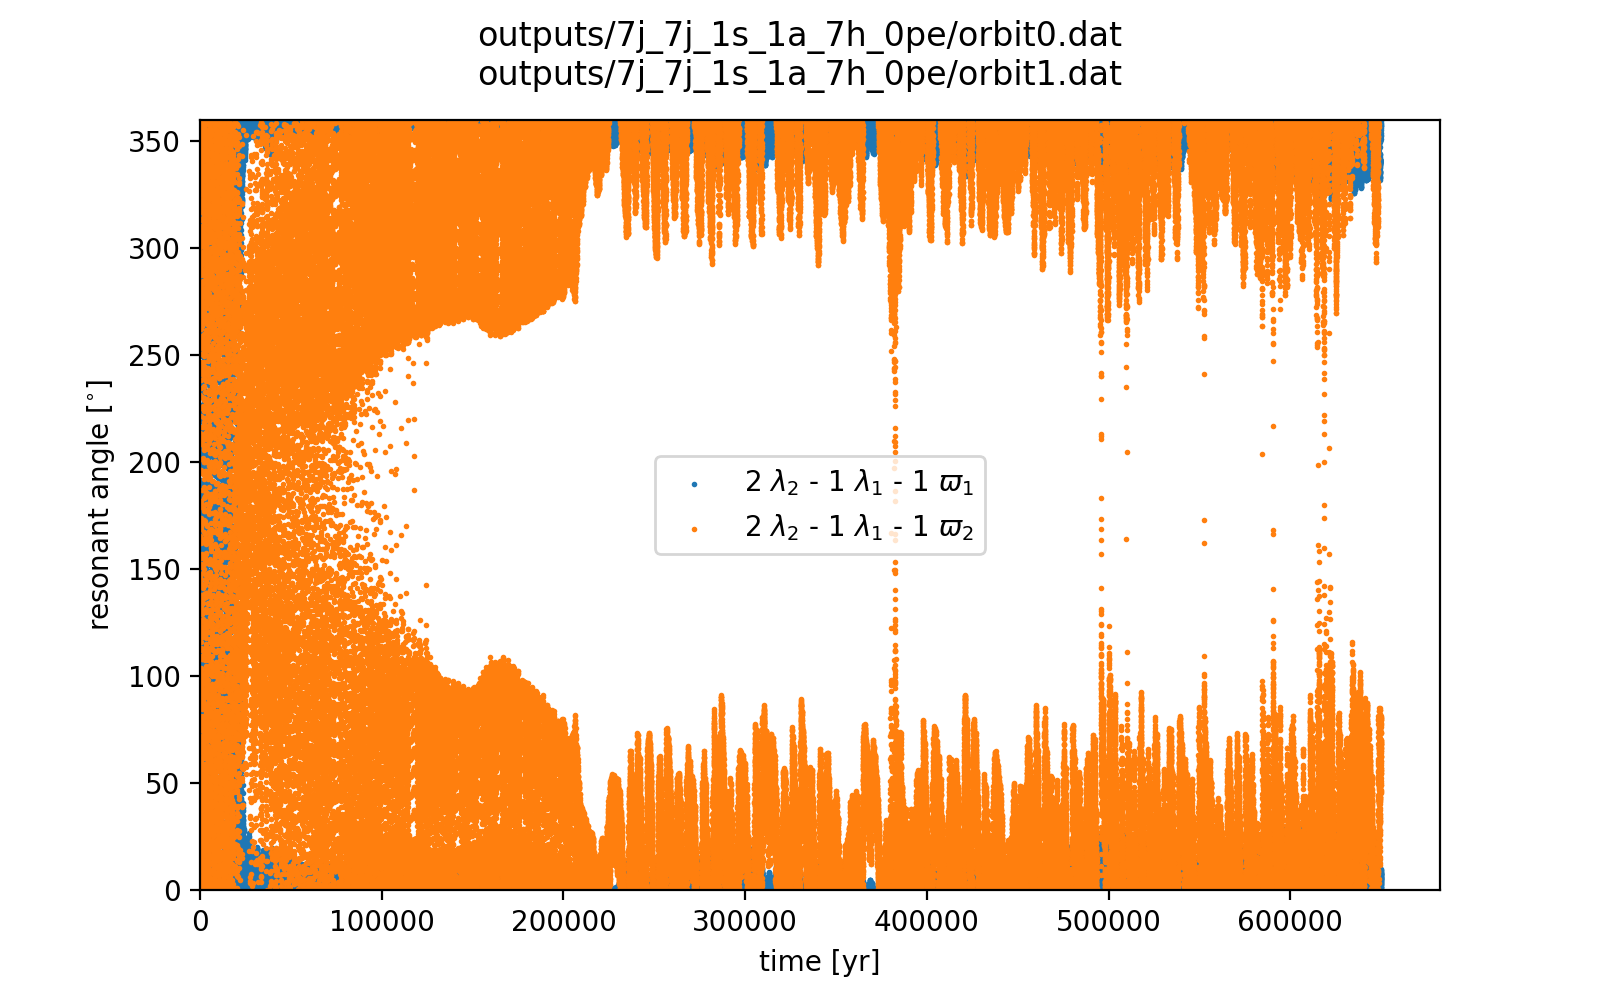 outputs/7j_7j_1s_1a_7h_0pe/orbit0.dat
outputs/7j_7j_1s_1a_7h_0pe/orbit1.dat
resonant angle [°]
350
300
250
200
150
100
50
0
2 λ₂ - 1 λ₁ - 1 ϖ₁
2 λ₂ - 1 λ₁ - 1 ϖ₂
0 100000 200000 300000 400000 500000 600000
time [yr]